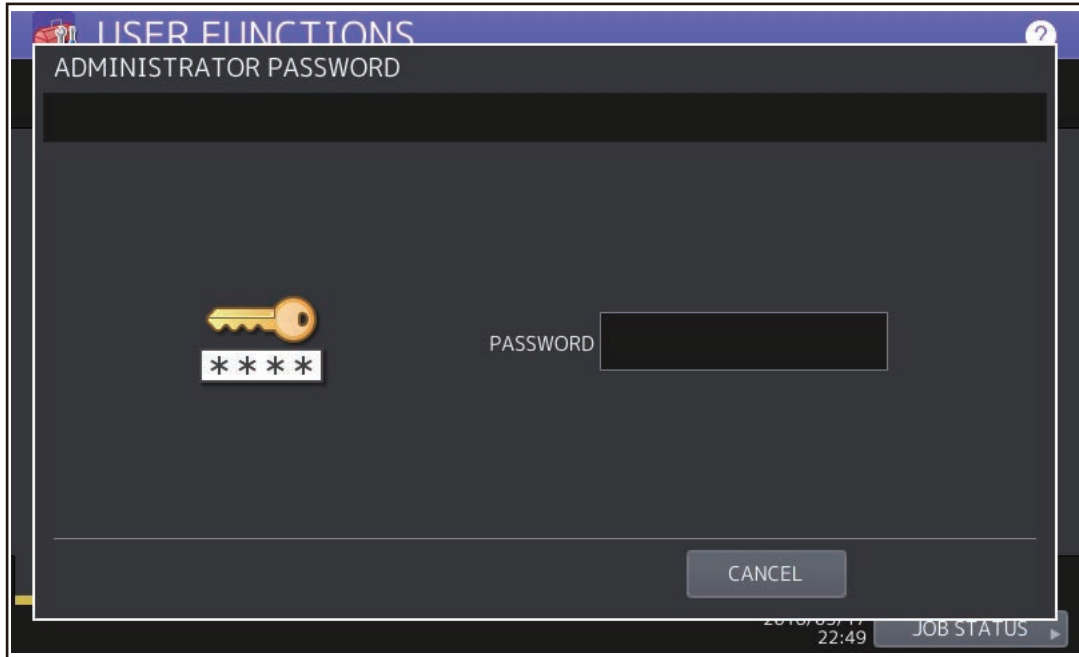 USER FUNCTIONS
?
ADMINISTRATOR PASSWORD
PASSWORD
* * * *
CANCEL
22:49
JOB STATUS